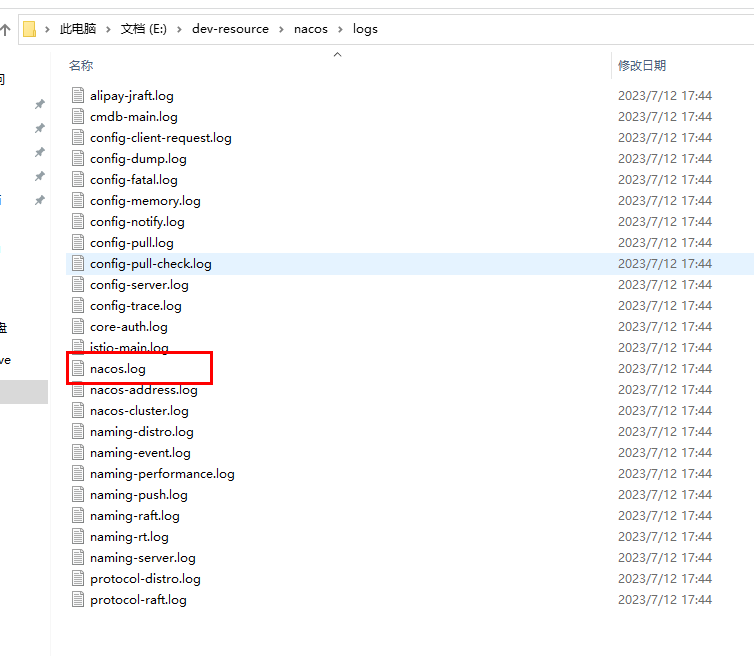 此电脑 > 文档 (E:) > dev-resource > nacos > logs
名称 修改日期
alipay-jraft.log 2023/7/12 17:44
cmdb-main.log 2023/7/12 17:44
config-client-request.log 2023/7/12 17:44
config-dump.log 2023/7/12 17:44
config-fatal.log 2023/7/12 17:44
config-memory.log 2023/7/12 17:44
config-notify.log 2023/7/12 17:44
config-pull.log 2023/7/12 17:44
config-pull-check.log 2023/7/12 17:44
config-server.log 2023/7/12 17:44
config-trace.log 2023/7/12 17:44
core-auth.log 2023/7/12 17:44
istio-main.log 2023/7/12 17:44
nacos.log 2023/7/12 17:44
nacos-address.log 2023/7/12 17:44
nacos-cluster.log 2023/7/12 17:44
naming-distro.log 2023/7/12 17:44
naming-event.log 2023/7/12 17:44
naming-performance.log 2023/7/12 17:44
naming-push.log 2023/7/12 17:44
naming-raft.log 2023/7/12 17:44
naming-rt.log 2023/7/12 17:44
naming-server.log 2023/7/12 17:44
protocol-distro.log 2023/7/12 17:44
protocol-raft.log 2023/7/12 17:44
盘
ve